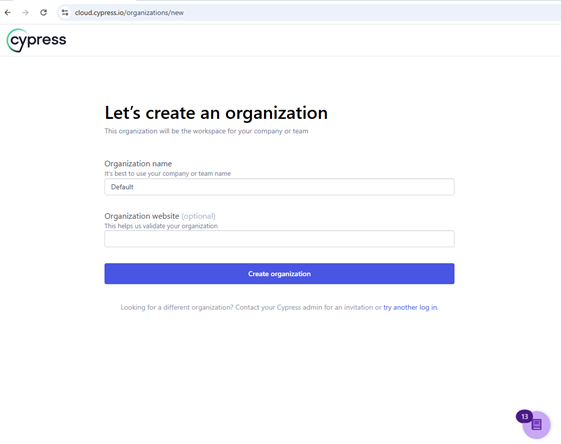 cloud.cypress.io/organizations/new
cypress
Let's create an organization
This organization will be the workspace for your company or team
Organization name
It's best to use your company or team name
Default
Organization website (optional)
This helps us validate your organization
Create organization
Looking for a different organization? Contact your Cypress admin for an invitation or try another log in.
13